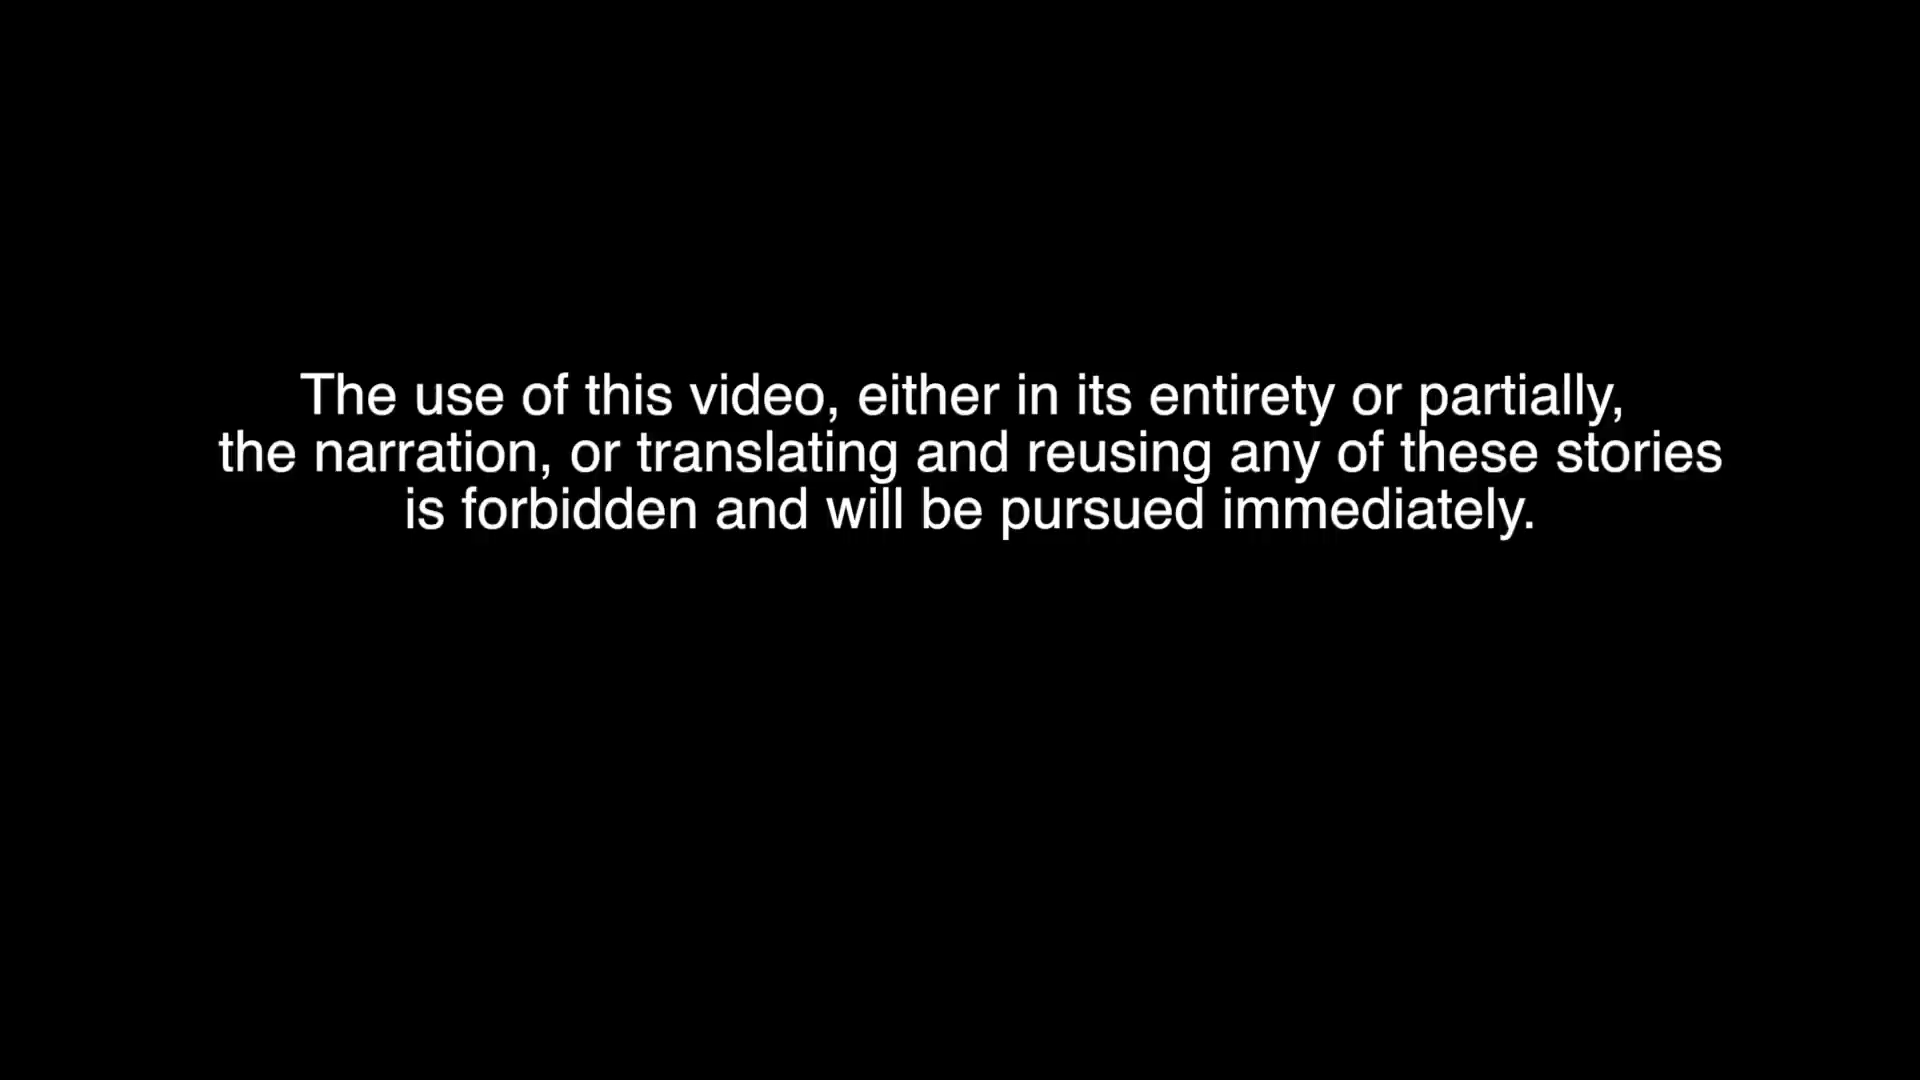 The use of this video, either in its entirety or partially,
the narration, or translating and reusing any of these stories
is forbidden and will be pursued immediately.